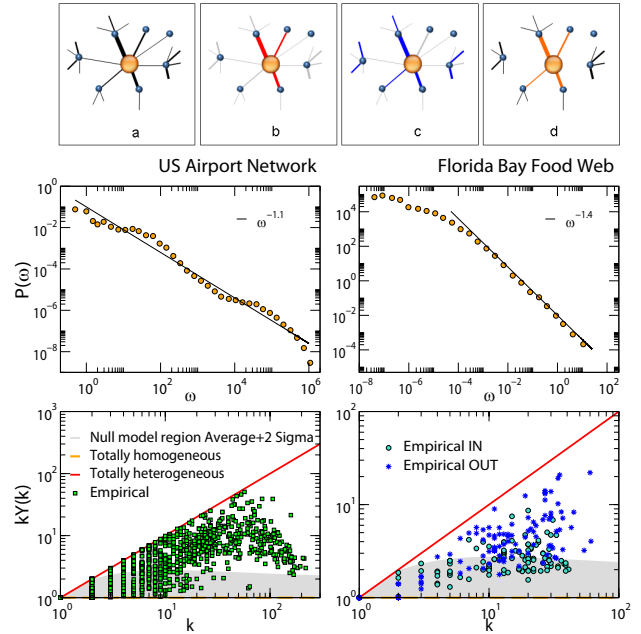 a
b
c
d
US Airport Network
Florida Bay Food Web
10^0
10^-2
10^-4
10^-6
10^-8
P(ω)
ω^-1.1
10^0
10^2
10^4
10^6
ω
10^4
10^2
10^0
10^-2
10^-4
ω^-1.4
10^-8
10^-6
10^-4
10^-2
10^0
10^2
ω
10^3
10^2
10^1
10^0
kY(k)
Null model region Average+2 Sigma
Totally homogeneous
Totally heterogeneous
Empirical
10^0
10^1
10^2
k
10^2
10^1
10^0
Empirical IN
Empirical OUT
10^0
10^1
10^2
k